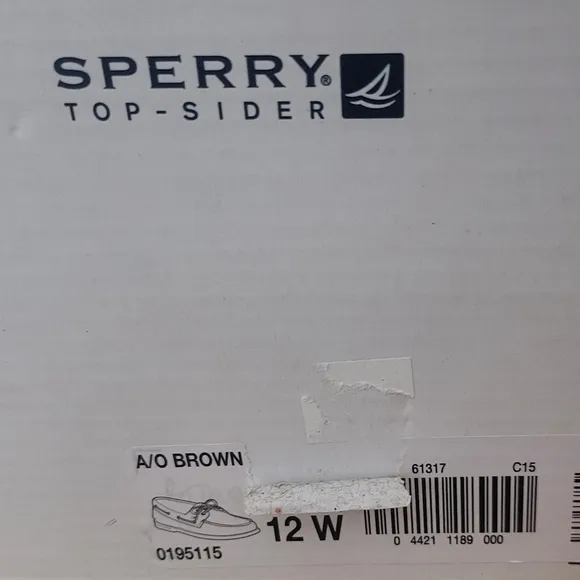 SPERRY®
TOP-SIDER
A/O BROWN
61317 C15
12 W
0 4421 1189 000
0195115